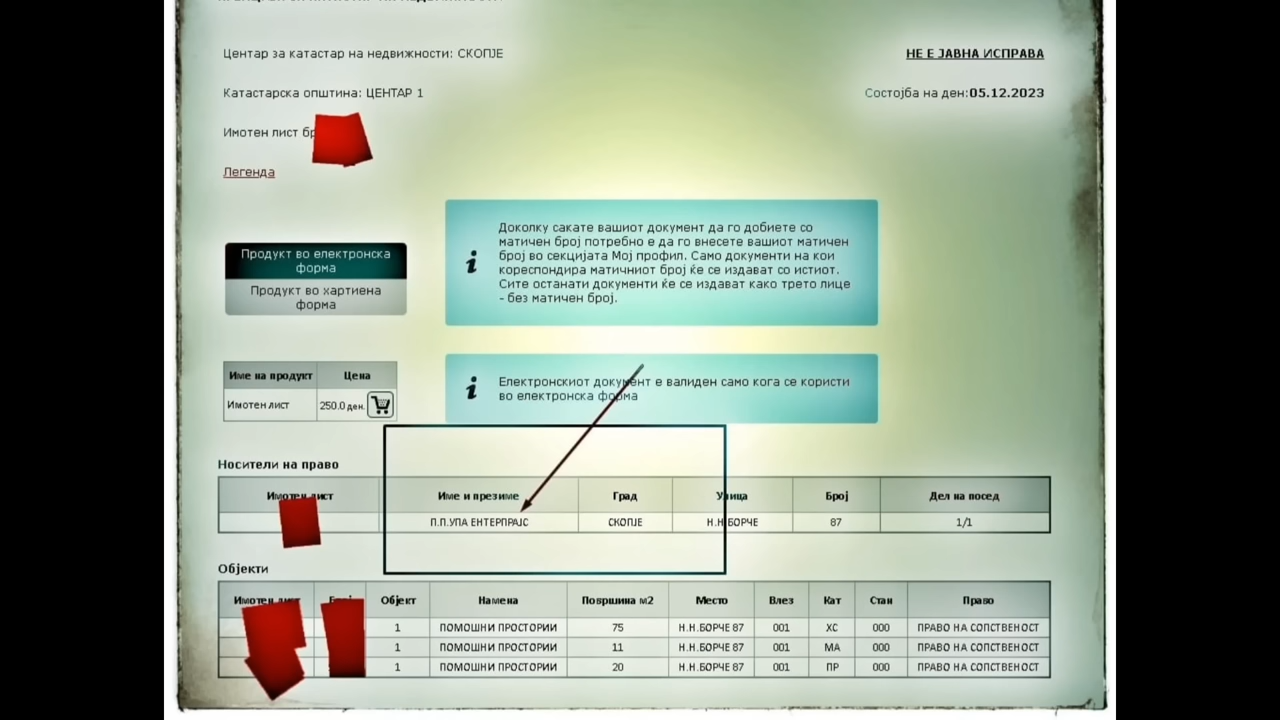 Центар за катастар на недвижности: СКОПЈЕ
НЕ Е ЈАВНА ИСПРАВА
Катастарска општина: ЦЕНТАР 1
Состојба на ден:05.12.2023
Имотен лист бр
Легенда
Доколку сакате вашиот документ да го добиете со
матичен број потребно е да го внесете вашиот матичен
број во секцијата Мој профил. Само документи на кои
кореспондира матичниот број ќе се издаваат со истиот.
Сите останати документи ќе се издаваат како трето лице
- без матичен број.
Продукт во електронска
форма
Продукт во хартиена
форма
Електронскиот документ е валиден само кога се користи
во електронска форма
Име на продукт Цена
Имотен лист 250.0 ден.
Носители на право
Имотен лист Име и презиме Град Улица Број Дел на посед
П.П.УПА ЕНТЕРПРАЈС СКОПЈЕ Н.Н.БОРЧЕ 87 1/1
Објекти
Имотен лист Број Објект Намена Површина м2 Место Влез Кат Стан Право
1 ПОМОШНИ ПРОСТОРИИ 75 Н.Н.БОРЧЕ 87 001 ХС 000 ПРАВО НА СОПСТВЕНОСТ
1 ПОМОШНИ ПРОСТОРИИ 11 Н.Н.БОРЧЕ 87 001 МА 000 ПРАВО НА СОПСТВЕНОСТ
1 ПОМОШНИ ПРОСТОРИИ 20 Н.Н.БОРЧЕ 87 001 ПР 000 ПРАВО НА СОПСТВЕНОСТ